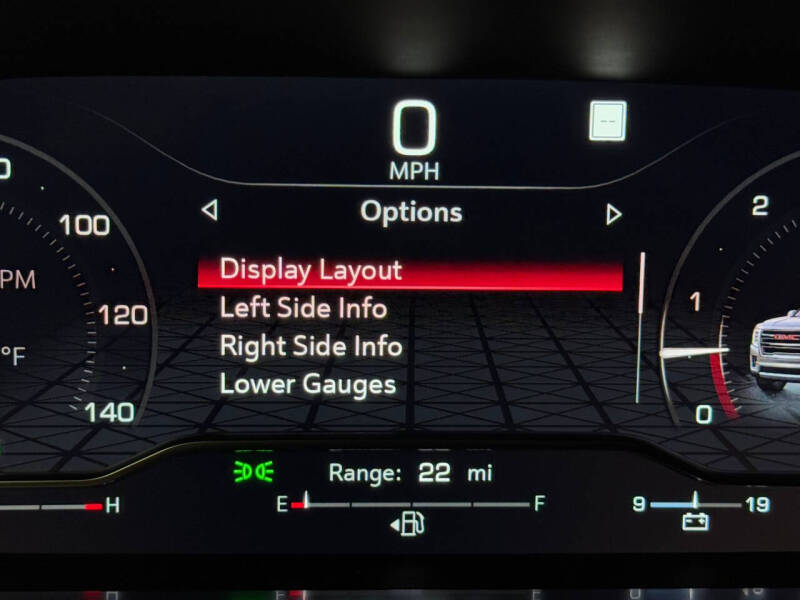 0
MPH
--
Options
Display Layout
Left Side Info
Right Side Info
Lower Gauges
100
120
140
PM
°F
2
1
0
GMC
Range: 22 mi
H
E F
9 19